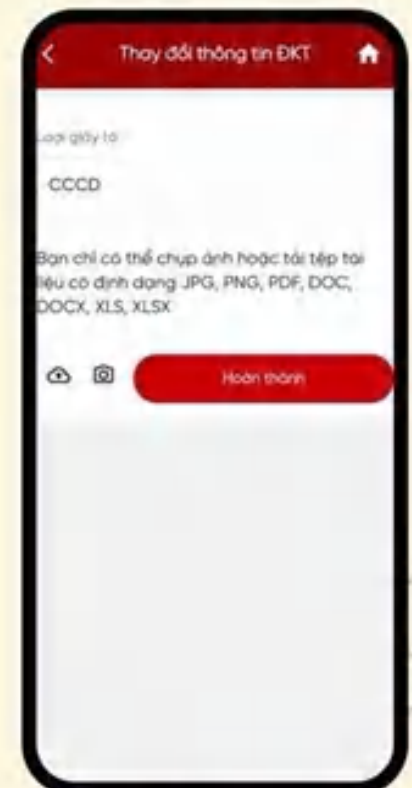 Thay đổi thông tin ĐKT
Loại giấy tờ
CCCD
Bạn chỉ có thể chụp ảnh hoặc tải tệp tài
liệu có định dạng JPG, PNG, PDF, DOC,
DOCX, XLS, XLSX
Hoàn thành